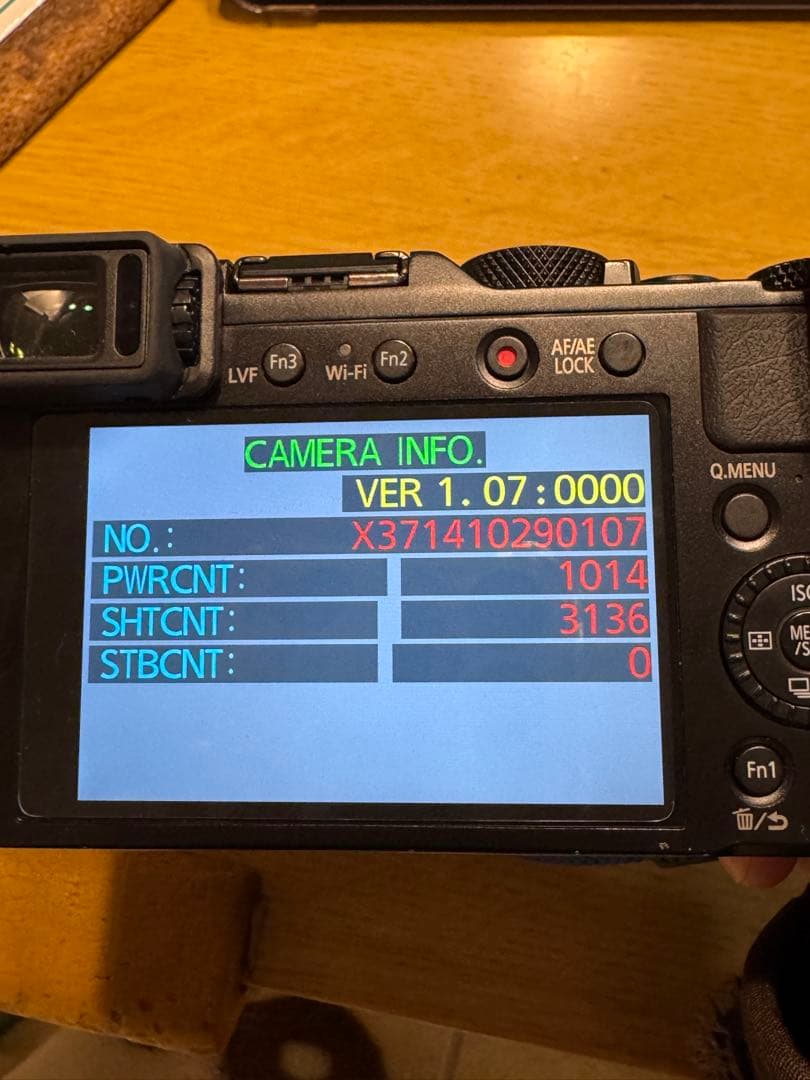 LVF Fn3 Wi-Fi Fn2 AF/AE LOCK
Q.MENU
CAMERA INFO.
VER 1. 07:0000
NO.: X371410290107
PWRCNT: 1014
SHTCNT: 3136
STBCNT: 0
Fn1